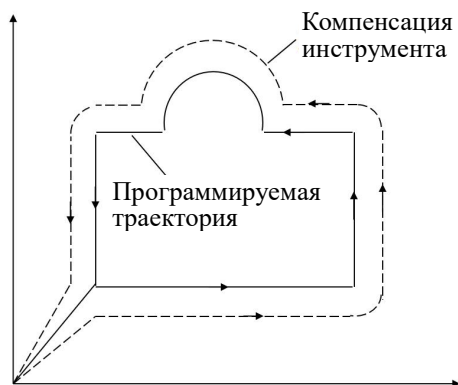 Компенсация
инструмента
Программируемая
траектория